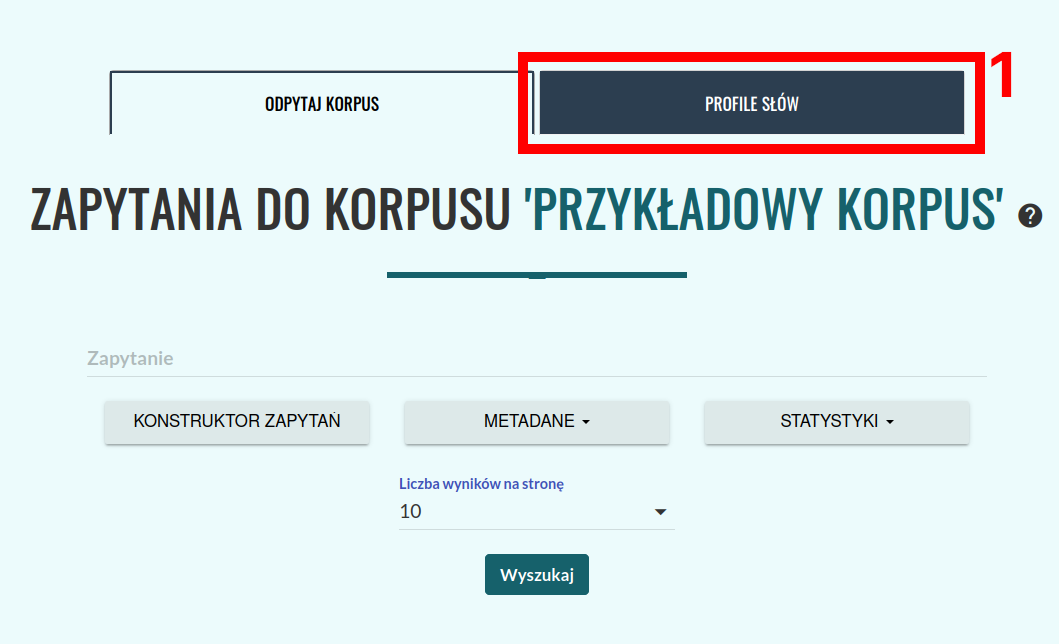 ODPYTAJ KORPUS
PROFILE SŁÓW
1
ZAPYTANIA DO KORPUSU 'PRZYKŁADOWY KORPUS' ?
Zapytanie
KONSTRUKTOR ZAPYTAŃ
METADANE
STATYSTYKI
Liczba wyników na stronę
10
Wyszukaj